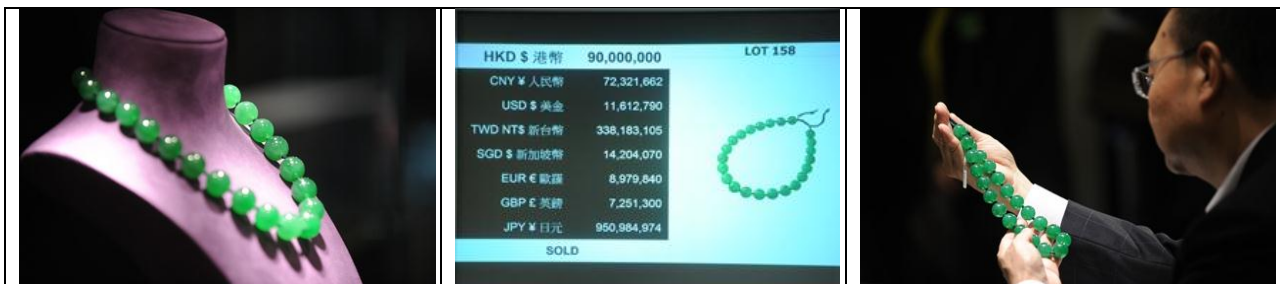 LOT 158
HKD $ 港幣 90,000,000
CNY ¥ 人民幣 72,321,662
USD $ 美金 11,612,790
TWD NT$ 新台幣 338,183,105
SGD $ 新加坡幣 14,204,070
EUR € 歐羅 8,979,840
GBP £ 英鎊 7,251,300
JPY ¥ 日元 950,984,974
SOLD